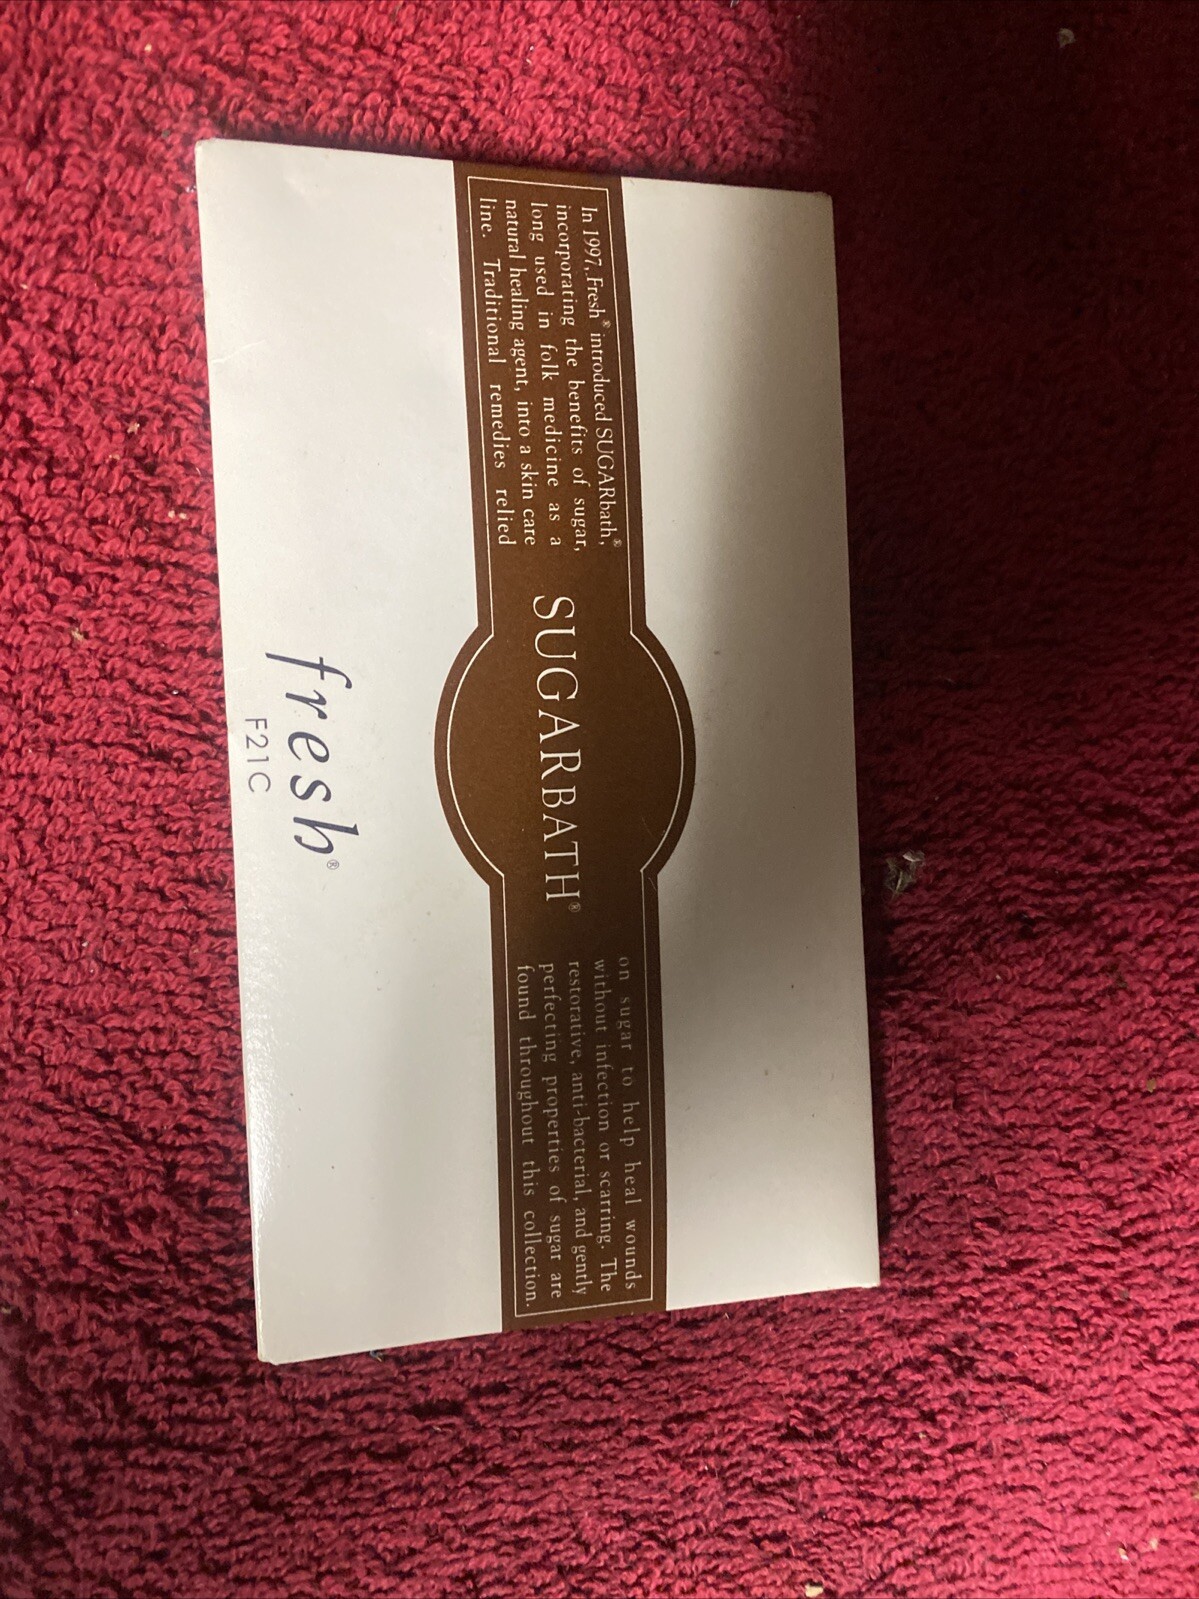 In 1997, Fresh® introduced SUGARbath,®
incorporating the benefits of sugar,
long used in folk medicine as a
natural healing agent, into a skin care
line. Traditional remedies relied
SUGARBATH®
on sugar to help heal wounds
without infection or scarring. The
restorative, anti-bacterial, and gently
perfecting properties of sugar are
found throughout this collection.
fresh®
F21C